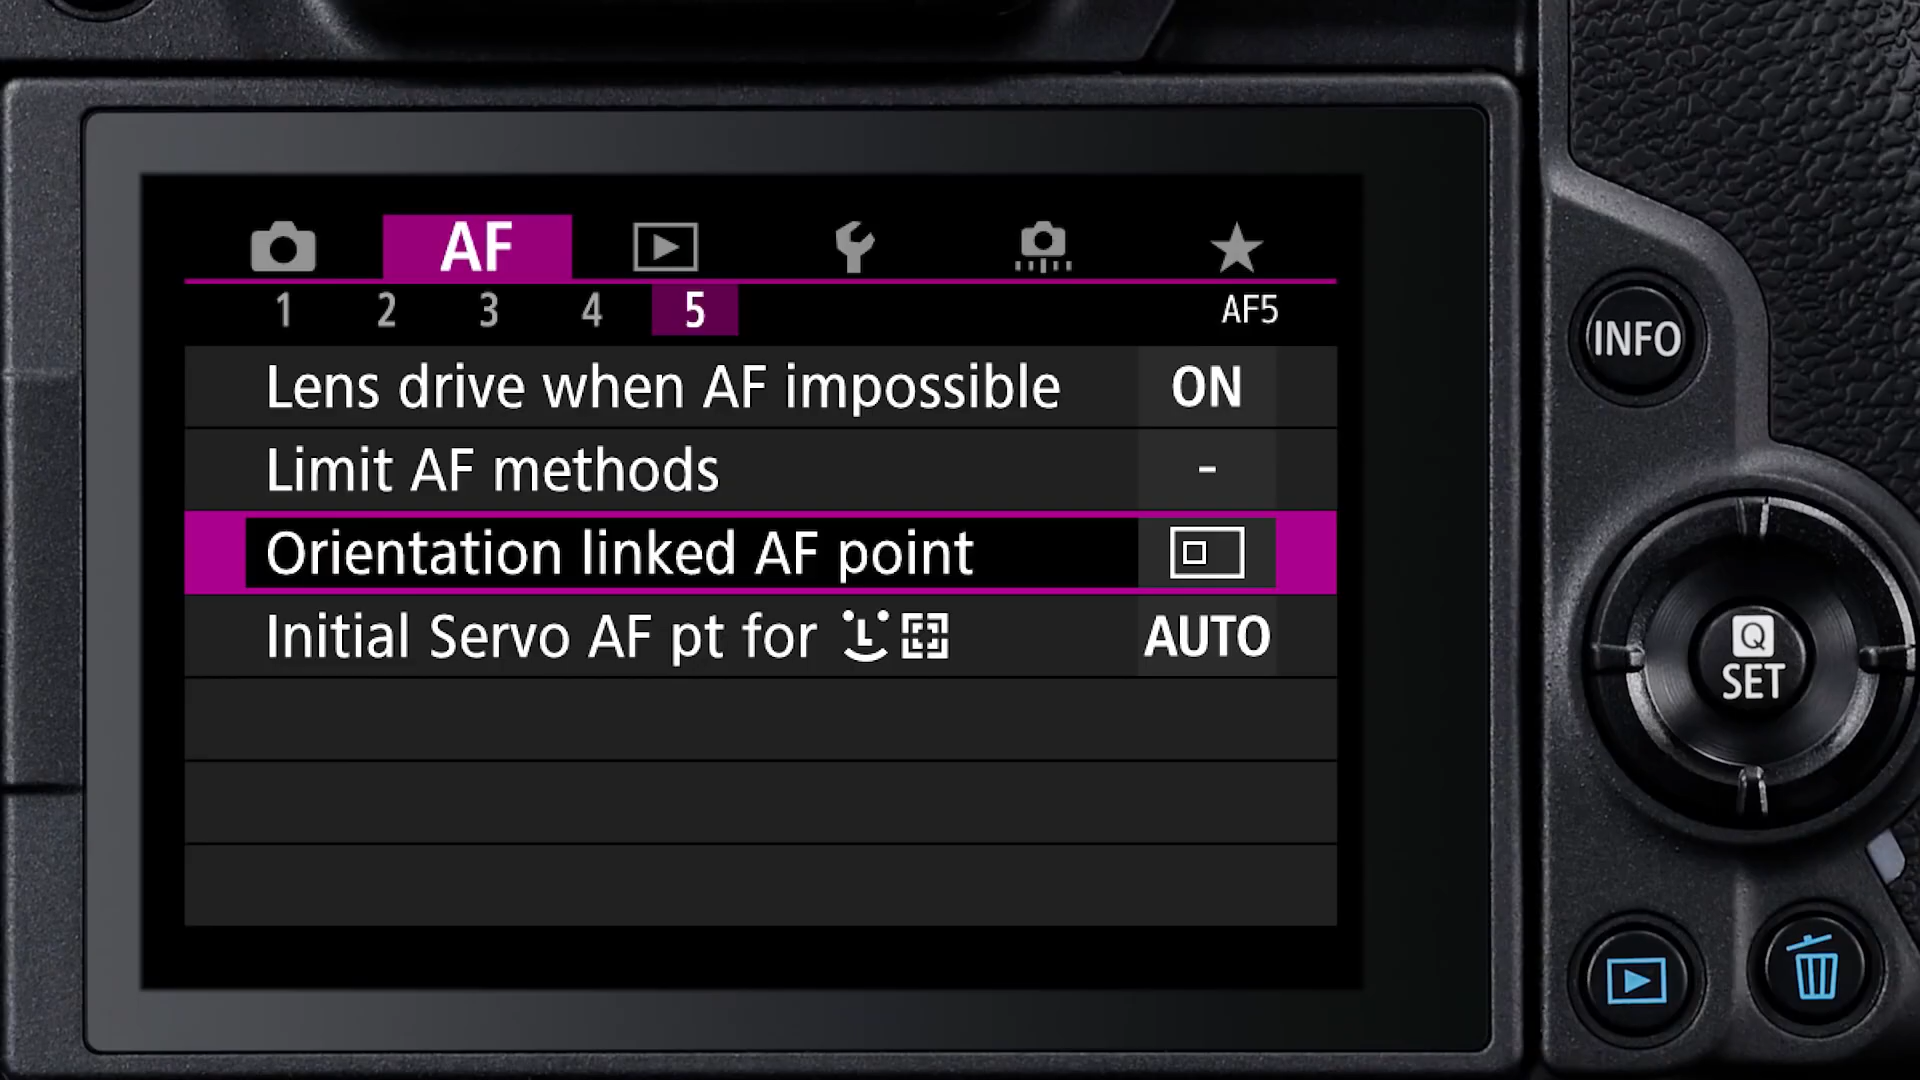 AF
1 2 3 4 5 AF5
Lens drive when AF impossible ON
Limit AF methods -
Orientation linked AF point
Initial Servo AF pt for AUTO
INFO
Q
SET